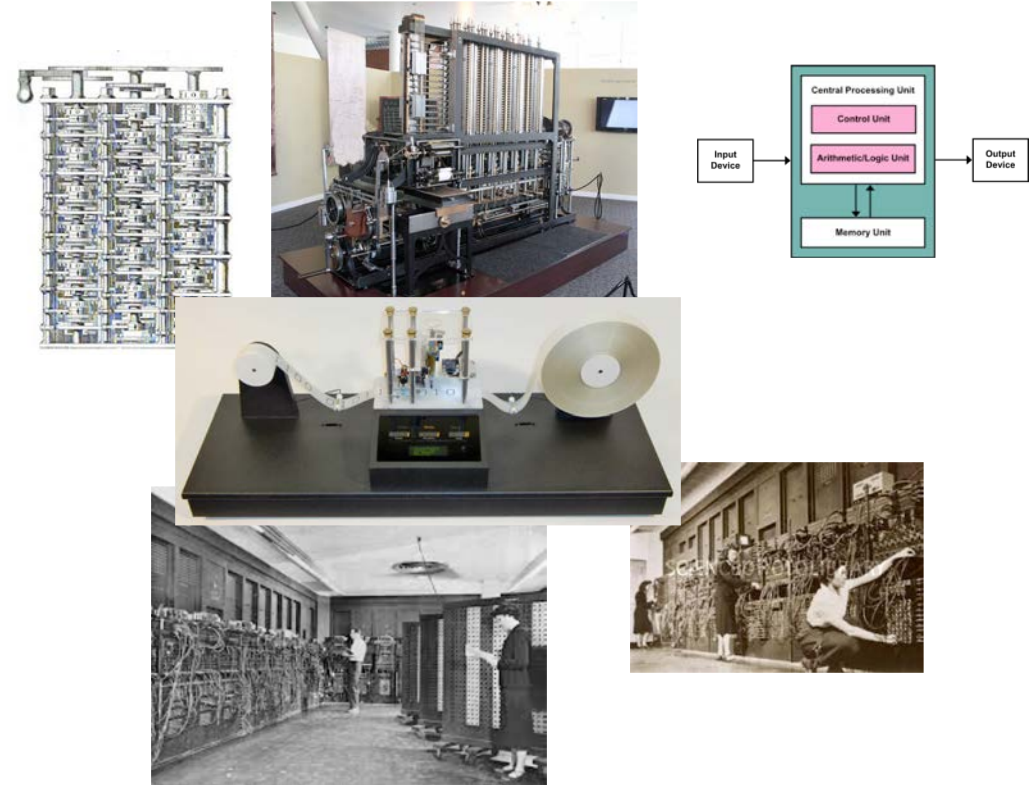 Central Processing Unit
Control Unit
Input
Device
Arithmetic/Logic Unit
Output
Device
Memory Unit